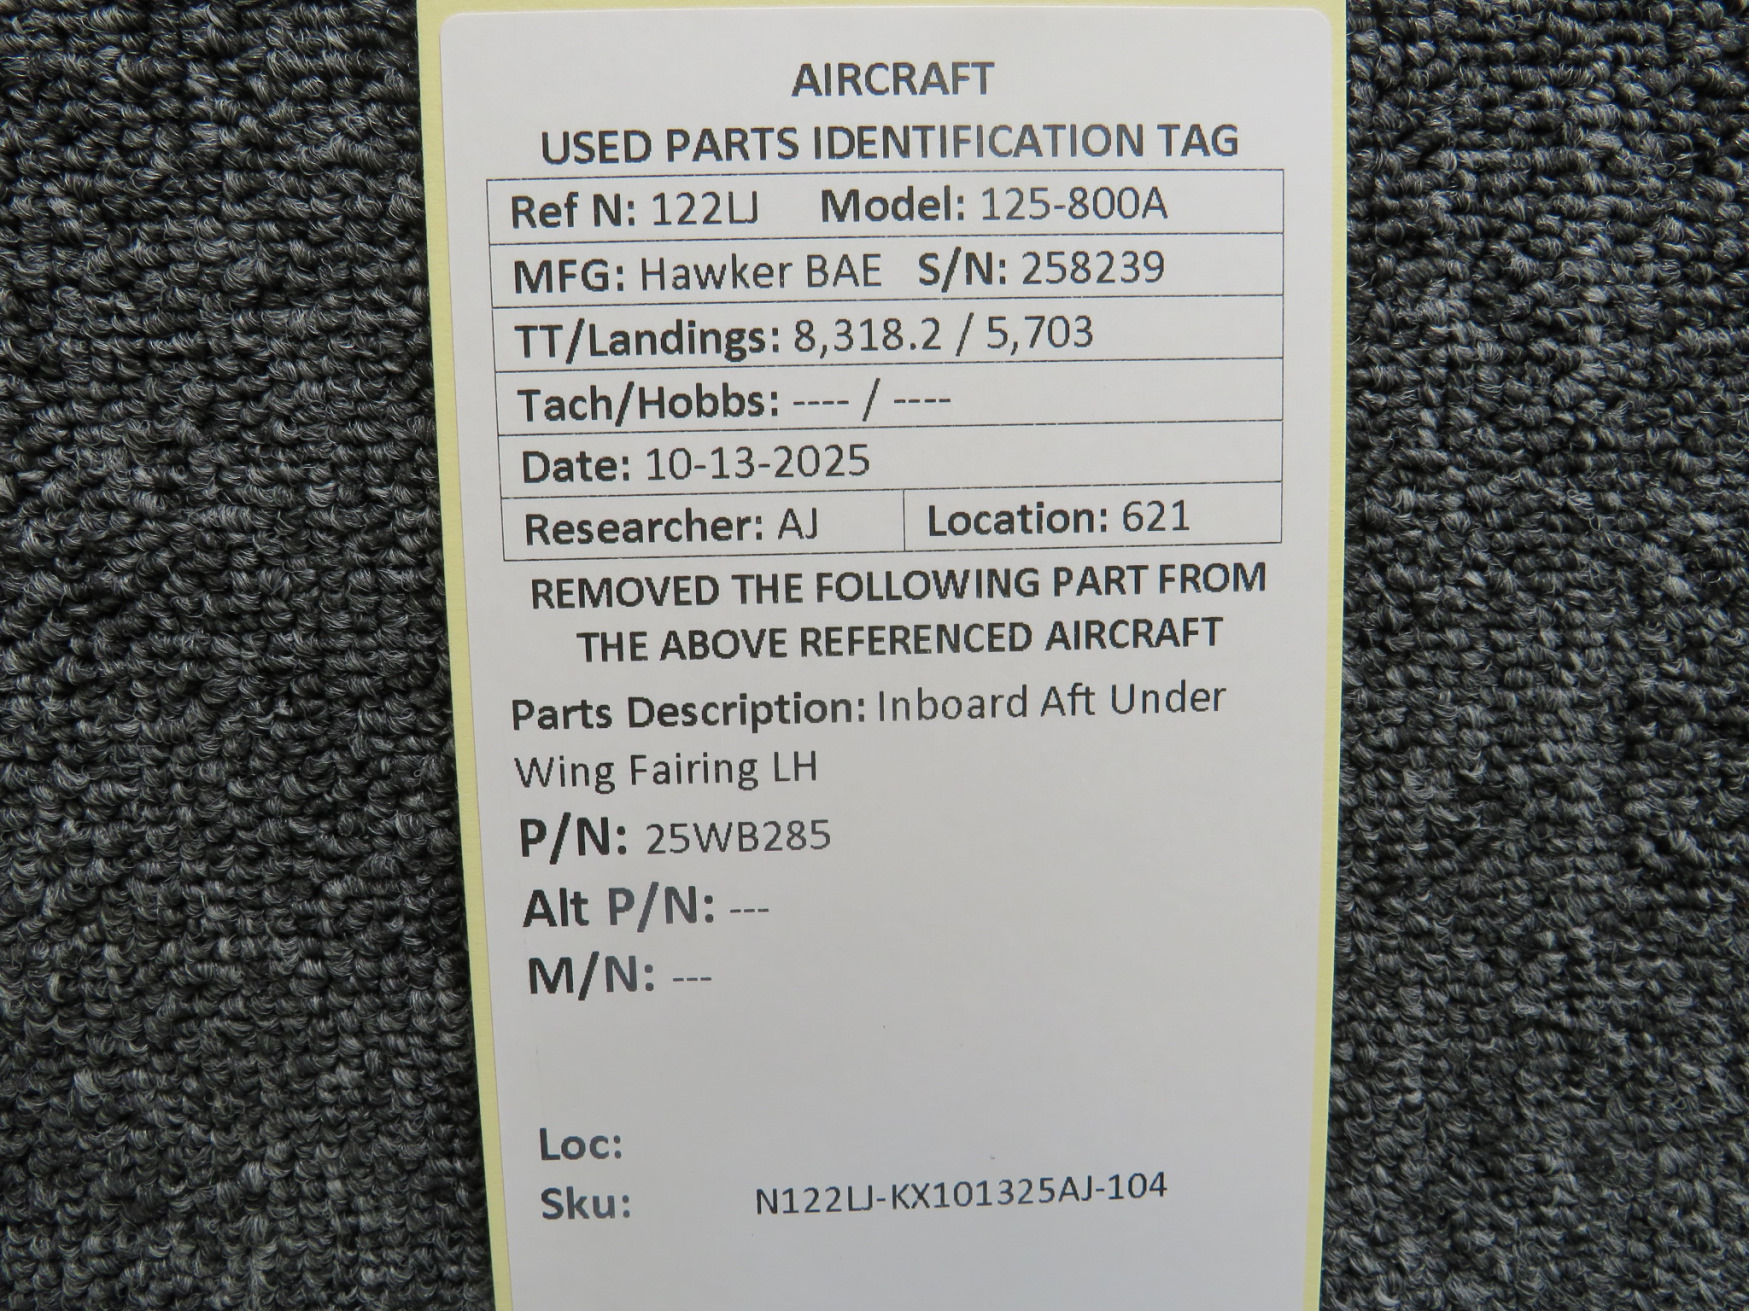 AIRCRAFT
USED PARTS IDENTIFICATION TAG
Ref N: 122LJ Model: 125-800A
MFG: Hawker BAE S/N: 258239
TT/Landings: 8,318.2 / 5,703
Tach/Hobbs: ---- / ----
Date: 10-13-2025
Researcher: AJ Location: 621
REMOVED THE FOLLOWING PART FROM
THE ABOVE REFERENCED AIRCRAFT
Parts Description: Inboard Aft Under
Wing Fairing LH
P/N: 25WB285
Alt P/N: ---
M/N: ---
Loc:
Sku: N122LJ-KX101325AJ-104